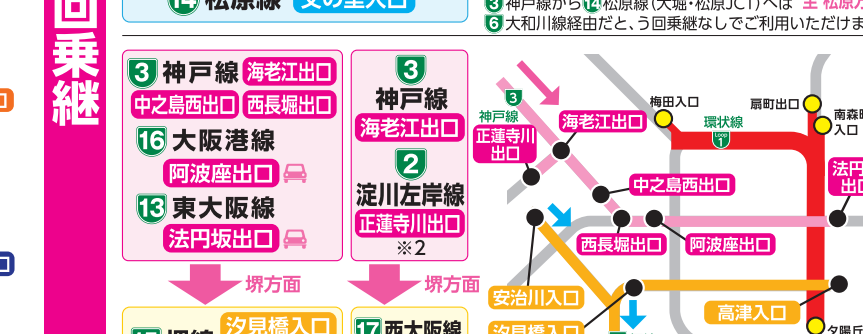 回乗継
14 松原線
文の里入口
3 神戸線から14松原線(大堀・松原JCT)へは
6 大和川線経由だと、う回乗継なしでご利用いただけま
3 神戸線 海老江出口
中之島西出口 西長堀出口
16 大阪港線
阿波座出口
13 東大阪線
法円坂出口
3
神戸線
海老江出口
2
淀川左岸線
正蓮寺川出口
※2
堺方面
堺方面
汐見橋入口
17 西大阪線
3
神戸線
正蓮寺川
出口
海老江出口
梅田入口
環状線
Loop
1
扇町出口
南森町
入口
中之島西出口
法円
出口
西長堀出口
阿波座出口
安治川入口
汐見橋入口
高津入口
夕陽丘